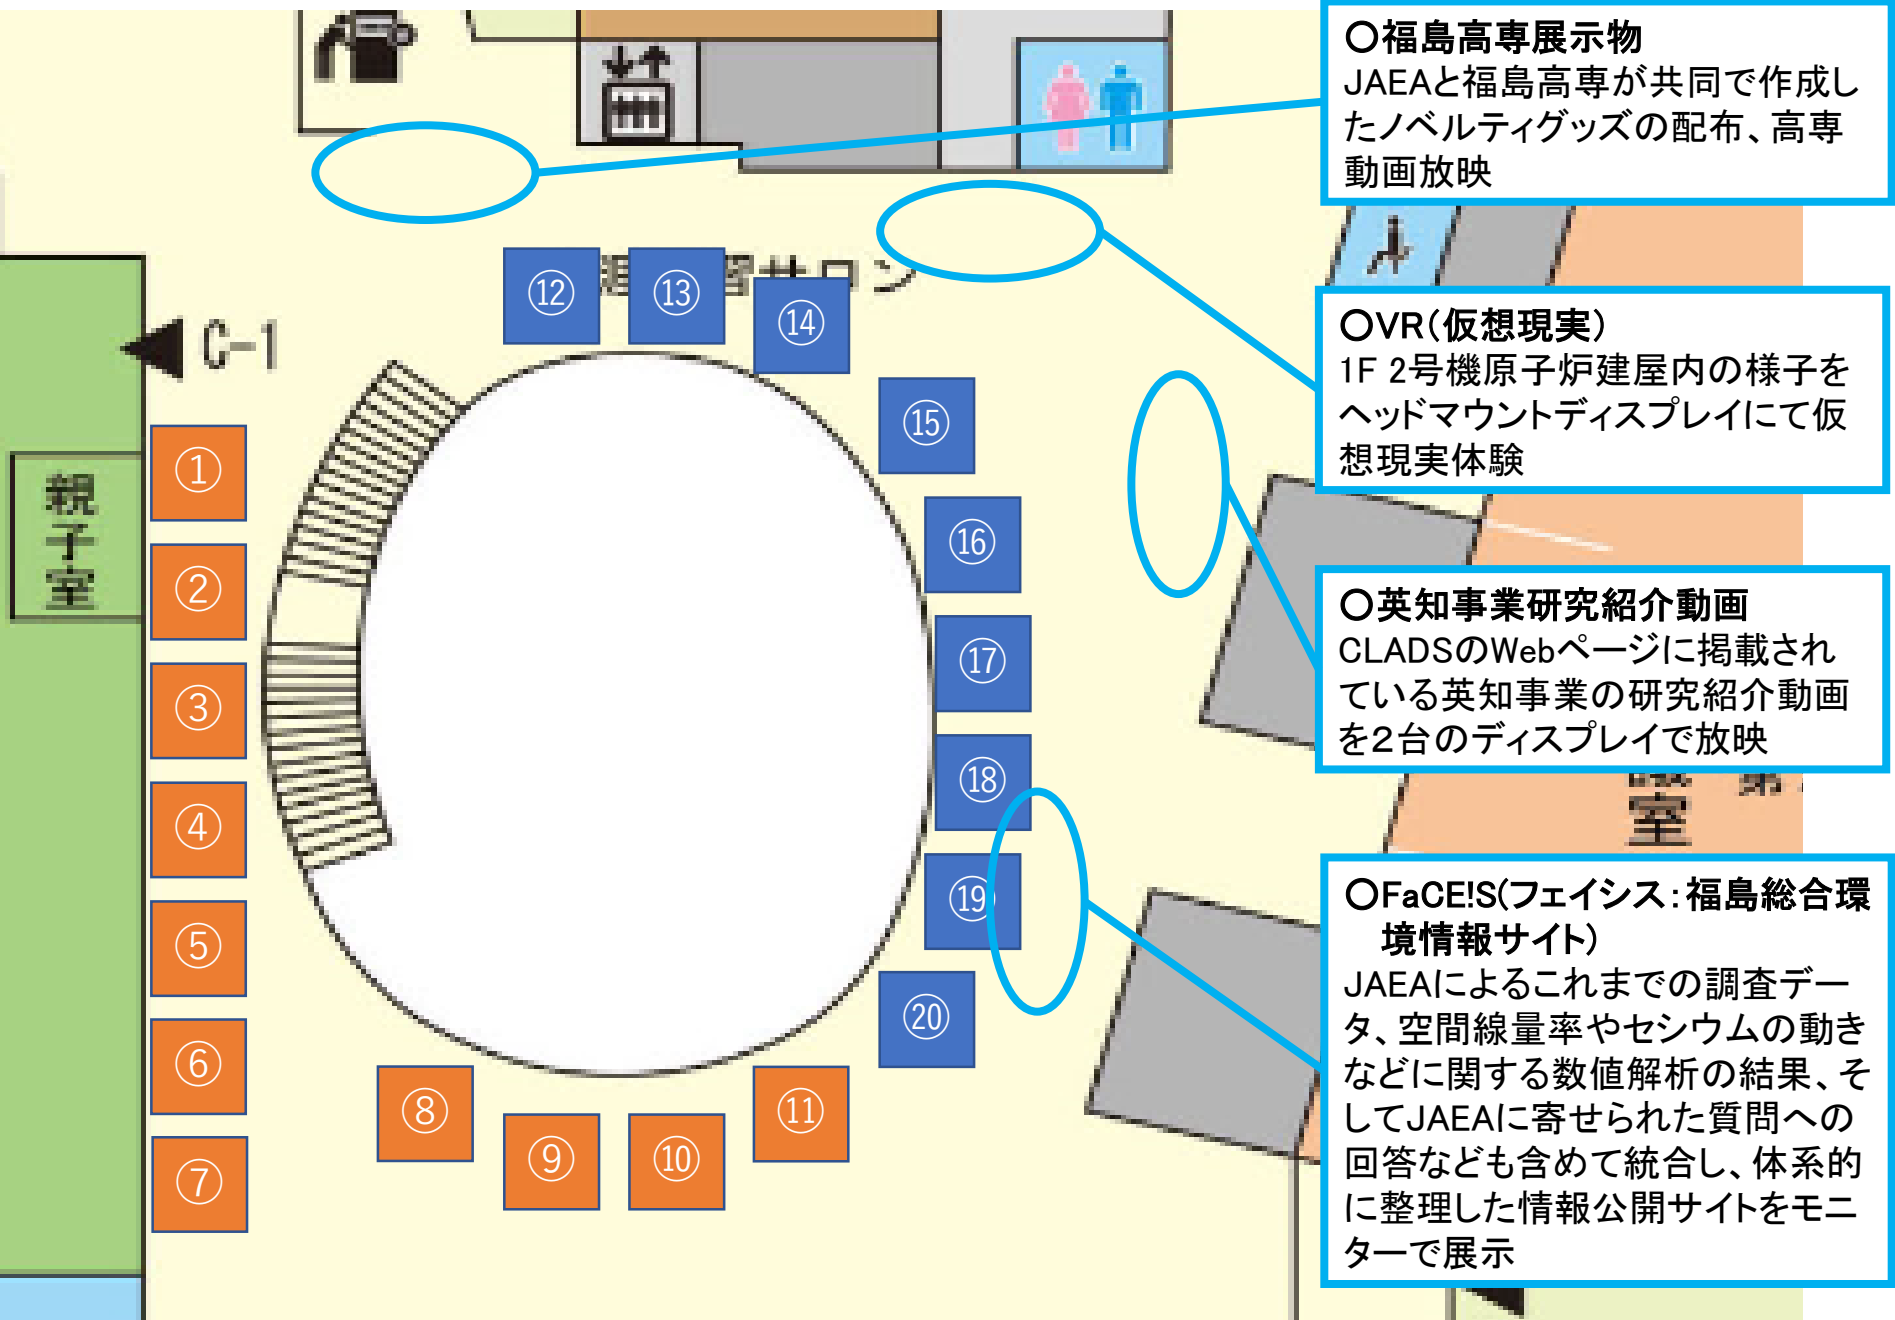 〇福島高専展示物
JAEAと福島高専が共同で作成し
たノベルティグッズの配布、高専
動画放映
〇VR(仮想現実)
1F 2号機原子炉建屋内の様子を
ヘッドマウントディスプレイにて仮
想現実体験
〇英知事業研究紹介動画
CLADSのWebページに掲載され
ている英知事業の研究紹介動画
を2台のディスプレイで放映
〇FaCE!S(フェイシス:福島総合環
境情報サイト)
JAEAによるこれまでの調査デー
タ、空間線量率やセシウムの動き
などに関する数値解析の結果、そ
してJAEAに寄せられた質問への
回答なども含めて統合し、体系的
に整理した情報公開サイトをモニ
ターで展示
C-1
親子室
サロン
室
①
②
③
④
⑤
⑥
⑦
⑧
⑨
⑩
⑪
⑫
⑬
⑭
⑮
⑯
⑰
⑱
⑲
⑳